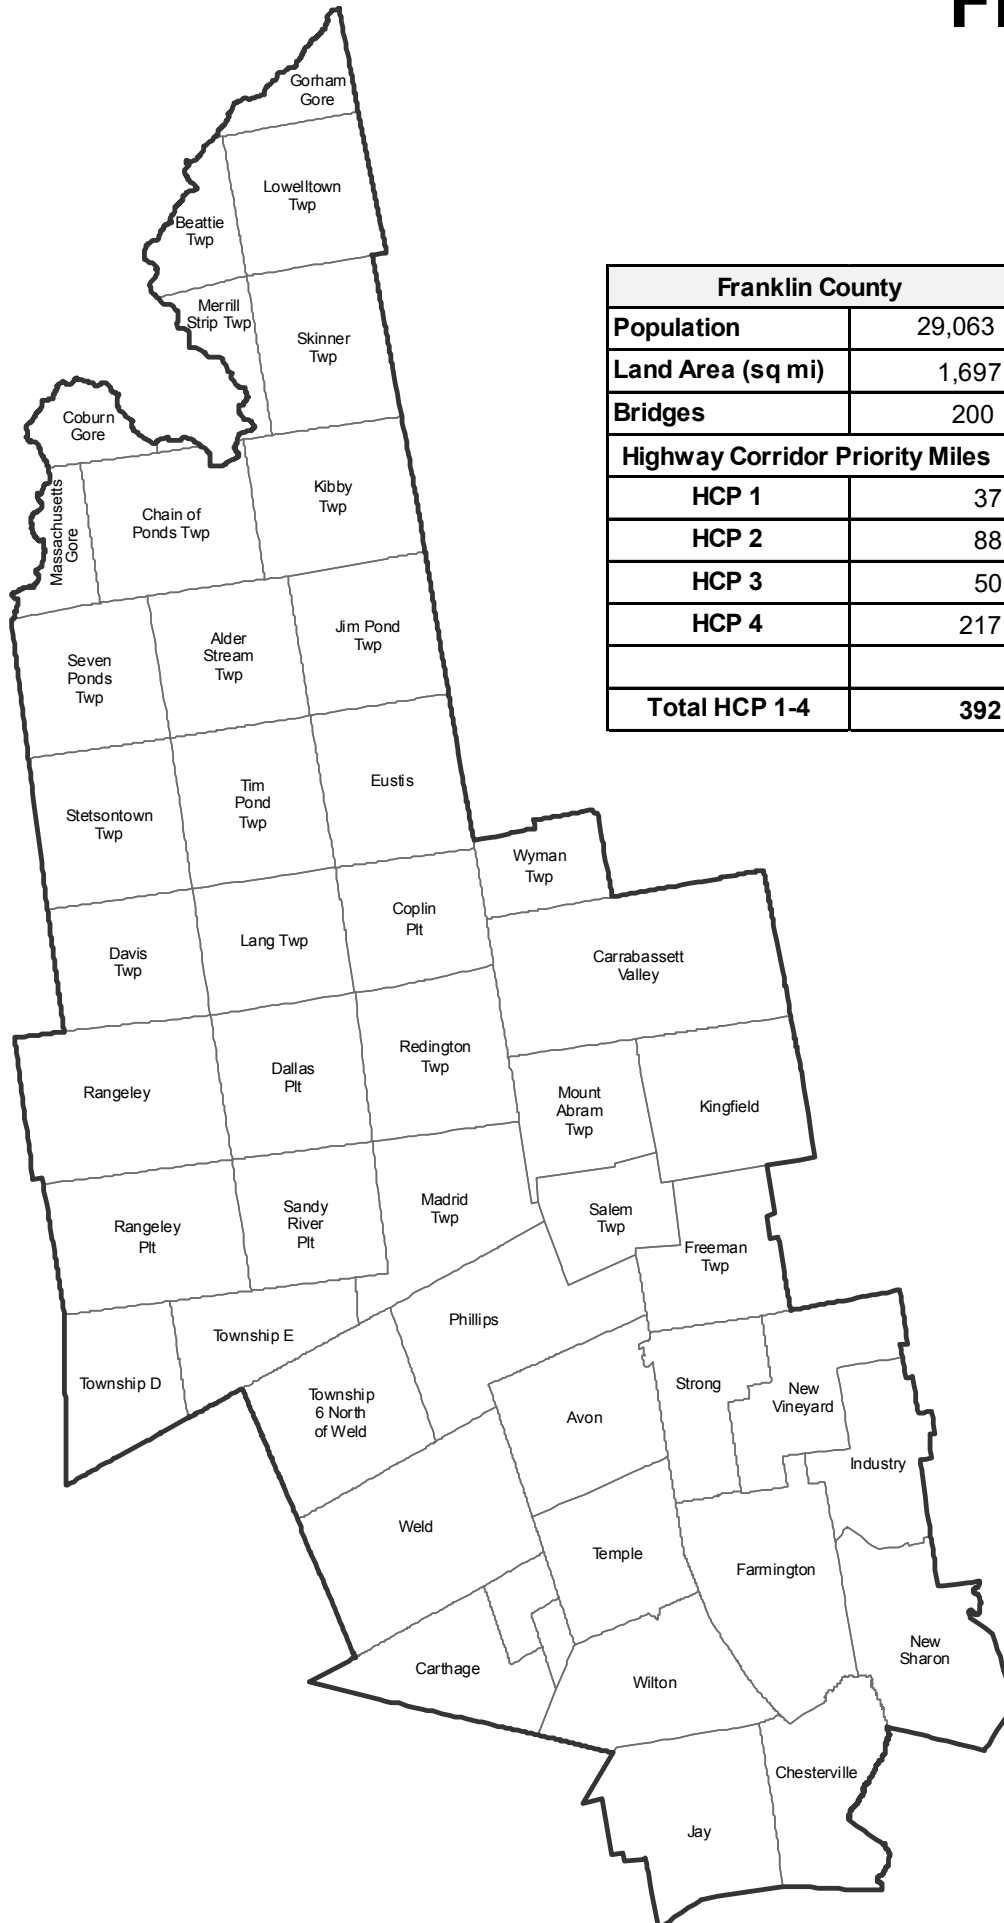 Gorham
Gore
Lowelltown
Twp
Beattie
Twp
Merrill
Strip Twp
Skinner
Twp
Franklin County
Population 29,063
Land Area (sq mi) 1,697
Bridges 200
Highway Corridor Priority Miles
HCP 1 37
HCP 2 88
HCP 3 50
HCP 4 217
Total HCP 1-4 392
Coburn
Gore
Massachusetts
Gore
Chain of
Ponds Twp
Kibby
Twp
Seven
Ponds
Twp
Alder
Stream
Twp
Jim Pond
Twp
Stetsontown
Twp
Tim
Pond
Twp
Eustis
Wyman
Twp
Davis
Twp
Lang Twp
Coplin
Plt
Carrabassett
Valley
Rangeley
Dallas
Plt
Redington
Twp
Mount
Abram
Twp
Kingfield
Rangeley
Plt
Sandy
River
Plt
Madrid
Twp
Salem
Twp
Freeman
Twp
Township D
Township E
Phillips
Township
6 North
of Weld
Avon
Strong
New
Vineyard
Industry
Weld
Temple
Farmington
New
Sharon
Carthage
Wilton
Chesterville
Jay